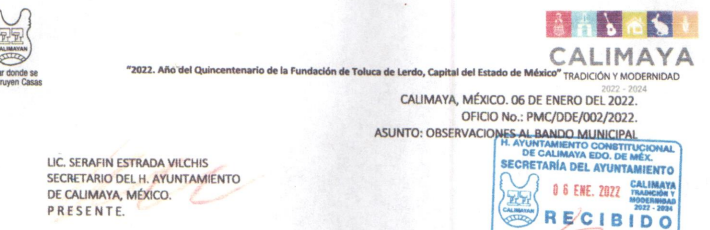 CALIMAYAN
r donde se
ruyen Casas
CALIMAYA
TRADICIÓN Y MODERNIDAD
2022 - 2024
"2022. Año del Quincentenario de la Fundación de Toluca de Lerdo, Capital del Estado de México"
CALIMAYA, MÉXICO. 06 DE ENERO DEL 2022.
OFICIO No.: PMC/DDE/002/2022.
ASUNTO: OBSERVACIONES AL BANDO MUNICIPAL
H. AYUNTAMIENTO CONSTITUCIONAL
DE CALIMAYA EDO. DE MÉX.
SECRETARÍA DEL AYUNTAMIENTO
0 6 ENE. 2022
CALIMAYA
TRADICIÓN Y
MODERNIDAD
2022 - 2024
CALIMAYAN
RECIBIDO
LIC. SERAFIN ESTRADA VILCHIS
SECRETARIO DEL H. AYUNTAMIENTO
DE CALIMAYA, MÉXICO.
P R E S E N T E.